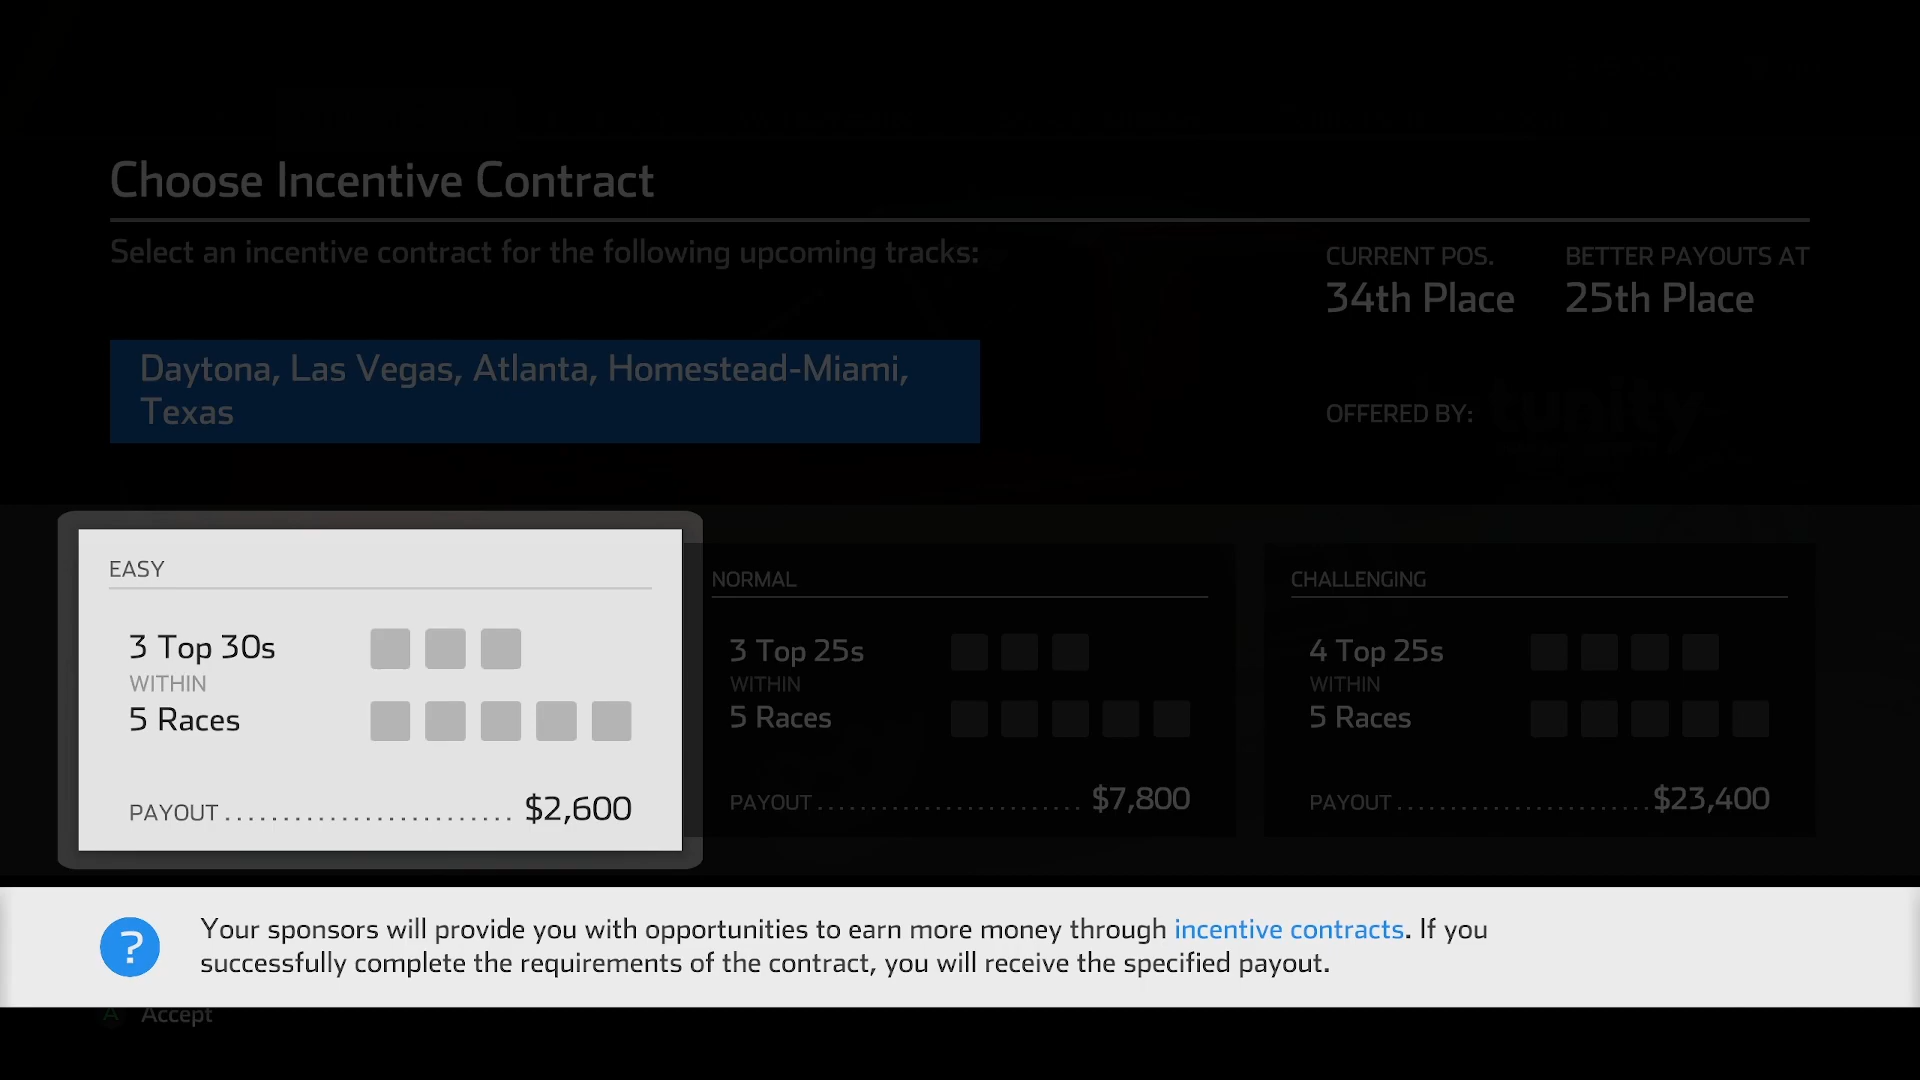 Choose Incentive Contract
Select an incentive contract for the following upcoming tracks:
CURRENT POS.
34th Place
BETTER PAYOUTS AT
25th Place
Daytona, Las Vegas, Atlanta, Homestead-Miami,
Texas
OFFERED BY: tunity
EASY
3 Top 30s
WITHIN
5 Races
PAYOUT ........................ $2,600
NORMAL
3 Top 25s
WITHIN
5 Races
PAYOUT ........................ $7,800
CHALLENGING
4 Top 25s
WITHIN
5 Races
PAYOUT ........................ $23,400
? Your sponsors will provide you with opportunities to earn more money through incentive contracts. If you
successfully complete the requirements of the contract, you will receive the specified payout.
A Accept